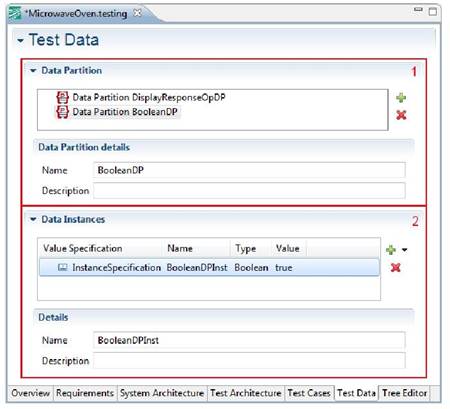 *MicrowaveOven.testing
Test Data
Data Partition 1
Data Partition DisplayResponseOpDP
Data Partition BooleanDP
Data Partition details
Name BooleanDP
Description
Data Instances 2
Value Specification Name Type Value
InstanceSpecification BooleanDPInst Boolean true
Details
Name BooleanDPInst
Description
Overview Requirements System Architecture Test Architecture Test Cases Test Data Tree Editor